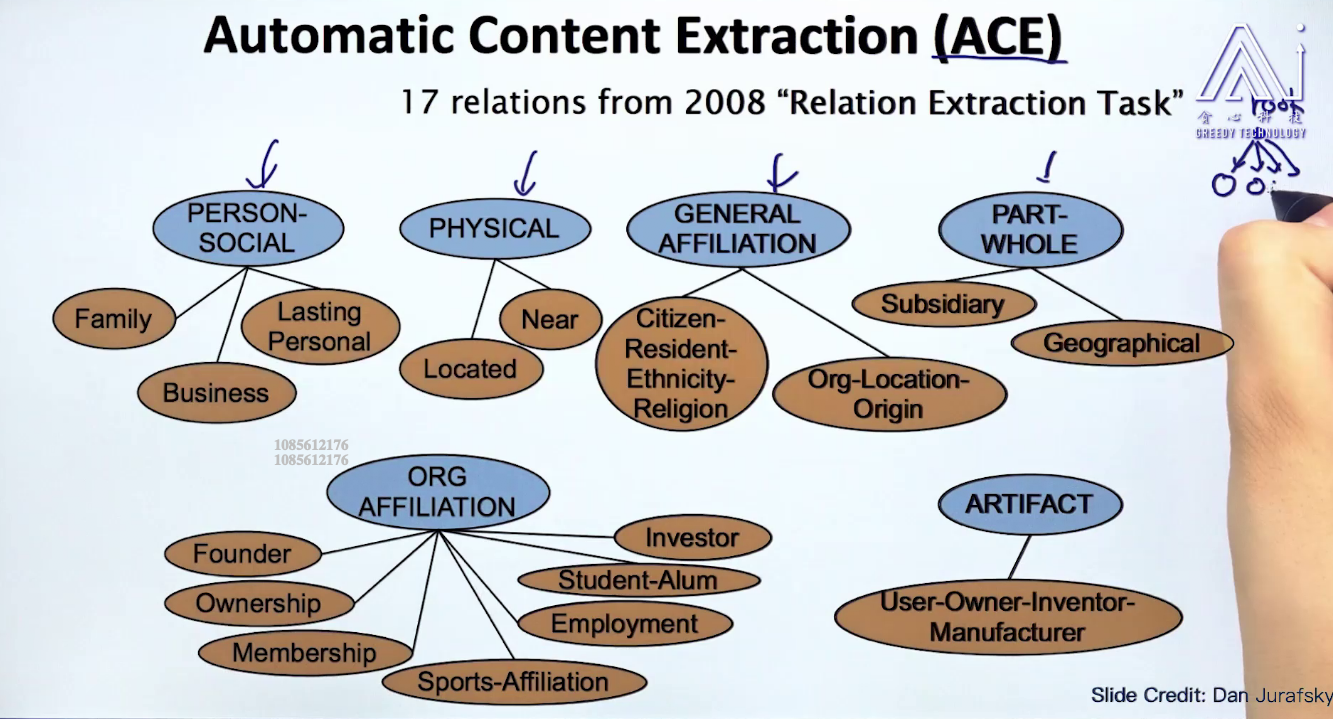 Automatic Content Extraction (ACE)
17 relations from 2008 “Relation Extraction Task”
root
贪心科技
GREEDY TECHNOLOGY
PERSON-
SOCIAL
PHYSICAL
GENERAL
AFFILIATION
PART-
WHOLE
Family
Lasting
Personal
Business
Near
Located
Citizen-
Resident-
Ethnicity-
Religion
Org-Location-
Origin
Subsidiary
Geographical
1085612176
1085612176
ORG
AFFILIATION
Founder
Ownership
Membership
Sports-Affiliation
Employment
Student-Alum
Investor
ARTIFACT
User-Owner-Inventor-
Manufacturer
Slide Credit: Dan Jurafsky